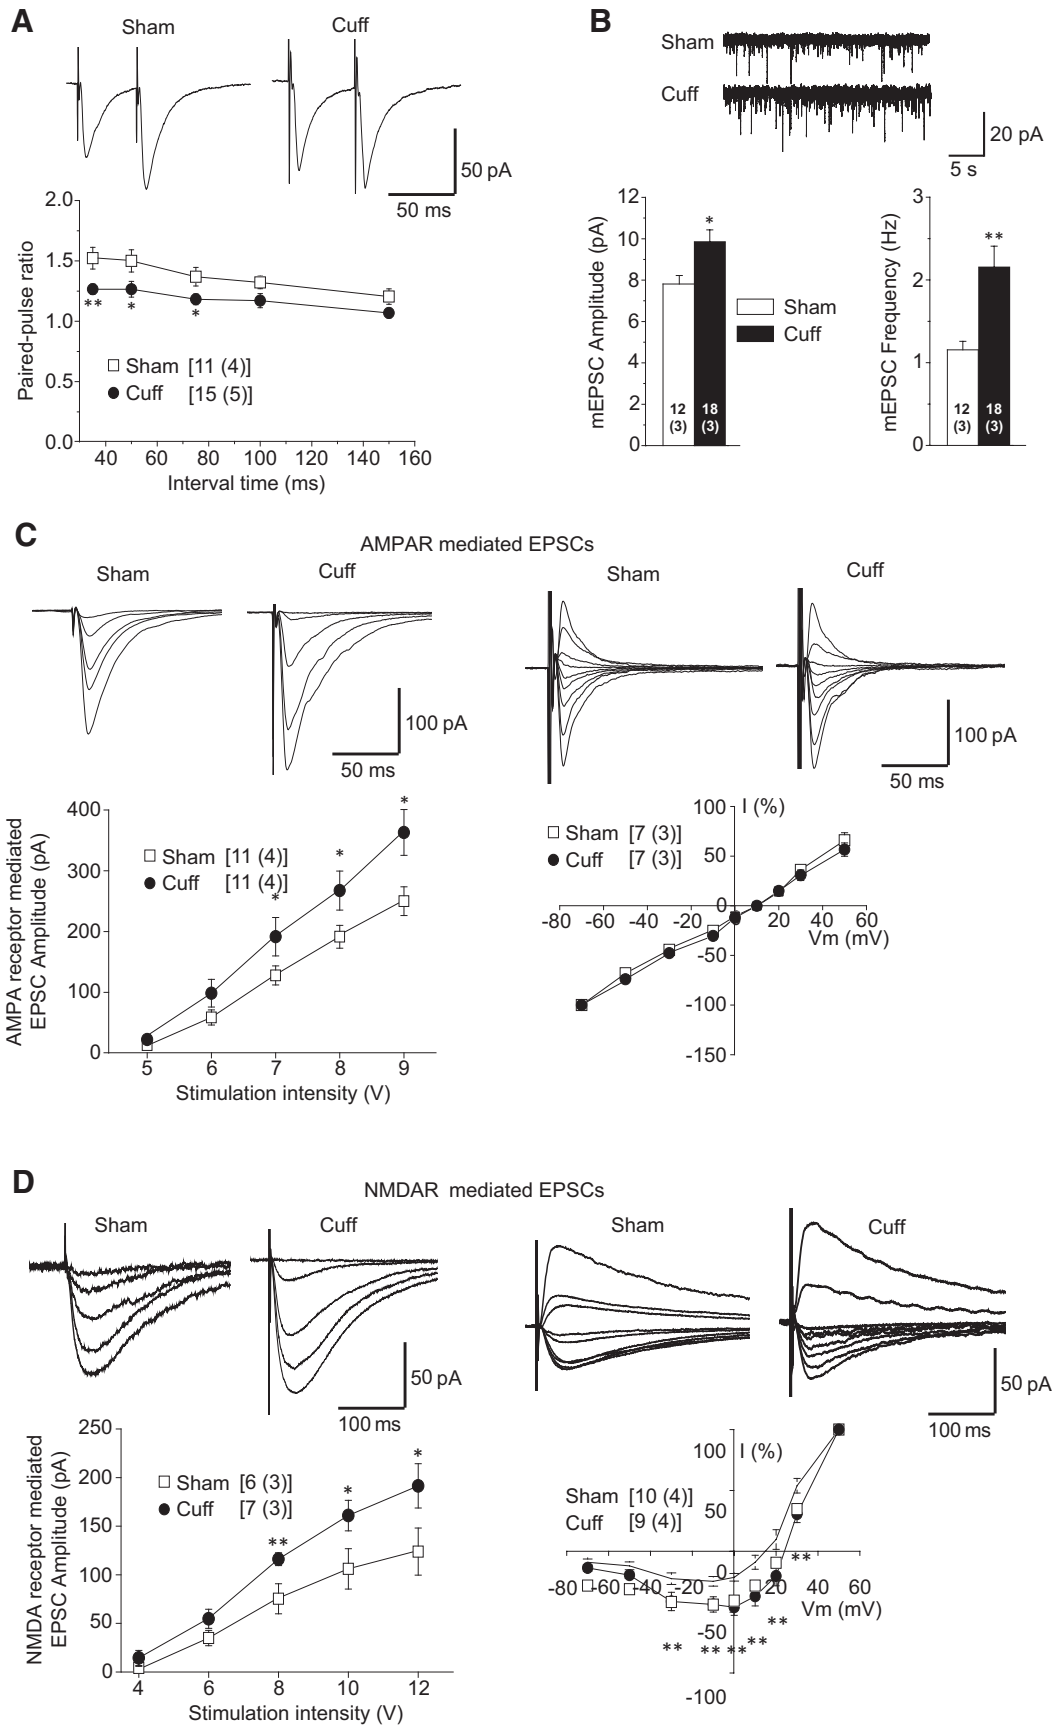 A
Sham
Cuff
50 pA
50 ms
2.0
1.5
1.0
0.5
0.0
Paired-pulse ratio
** * *
Sham [11 (4)]
Cuff [15 (5)]
40 60 80 100 120 140 160
Interval time (ms)
B
Sham
Cuff
20 pA
5 s
12
10
8
6
4
2
0
mEPSC Amplitude (pA)
*
12 (3)
18 (3)
Sham
Cuff
3
2
1
0
mEPSC Frequency (Hz)
**
12 (3)
18 (3)
C
AMPAR mediated EPSCs
Sham
Cuff
100 pA
50 ms
Sham
Cuff
100 pA
50 ms
400
300
200
100
0
AMPA receptor mediated
EPSC Amplitude (pA)
Sham [11 (4)]
Cuff [11 (4)]
* * *
5 6 7 8 9
Stimulation intensity (V)
Sham [7 (3)]
Cuff [7 (3)]
I (%)
100
50
0
-50
-100
-150
-80 -60 -40 -20 20 40 60
Vm (mV)
D
NMDAR mediated EPSCs
Sham
Cuff
50 pA
100 ms
Sham
Cuff
50 pA
100 ms
250
200
150
100
50
0
NMDA receptor mediated
EPSC Amplitude (pA)
Sham [6 (3)]
Cuff [7 (3)]
** * *
4 6 8 10 12
Stimulation intensity (V)
Sham [10 (4)]
Cuff [9 (4)]
I (%)
100
50
0
-50
-100
-80 -60 -40 -20 20 40 60
Vm (mV)
** ** ** ** ** **